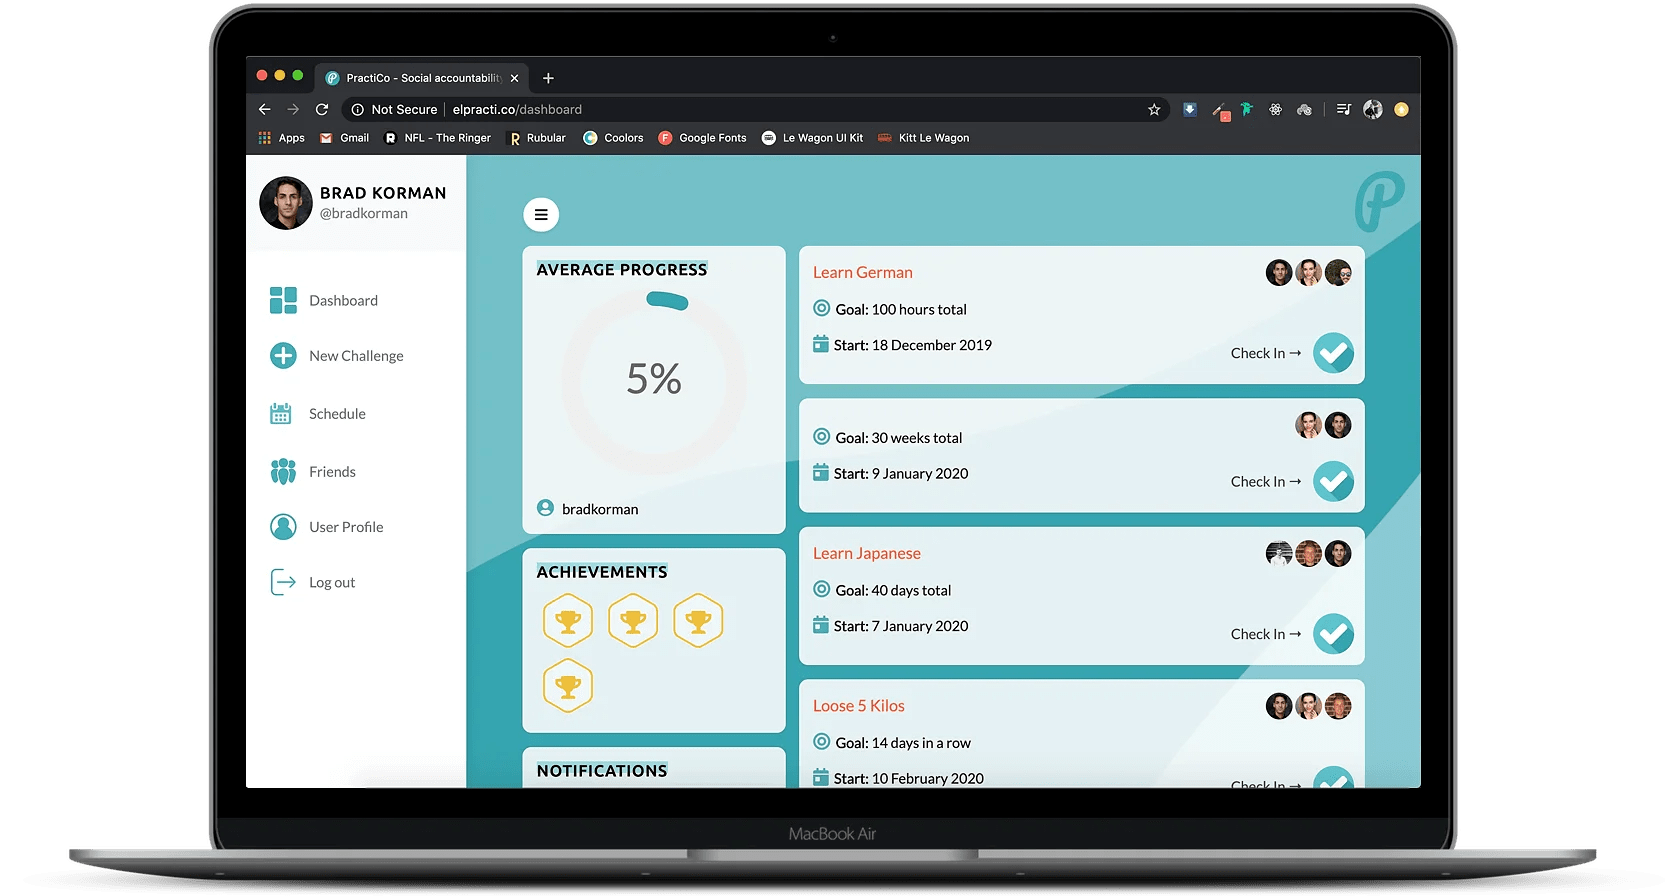 PractiCo - Social accountability
Not Secure | elpracti.co/dashboard
Apps Gmail NFL - The Ringer Rubular Coolors Google Fonts Le Wagon UI Kit Kitt Le Wagon
BRAD KORMAN
@bradkorman
Dashboard
New Challenge
Schedule
Friends
User Profile
Log out
AVERAGE PROGRESS
5%
bradkorman
ACHIEVEMENTS
NOTIFICATIONS
Learn German
Goal: 100 hours total
Start: 18 December 2019
Check In →
Goal: 30 weeks total
Start: 9 January 2020
Check In →
Learn Japanese
Goal: 40 days total
Start: 7 January 2020
Check In →
Loose 5 Kilos
Goal: 14 days in a row
Start: 10 February 2020
Check In →
MacBook Air